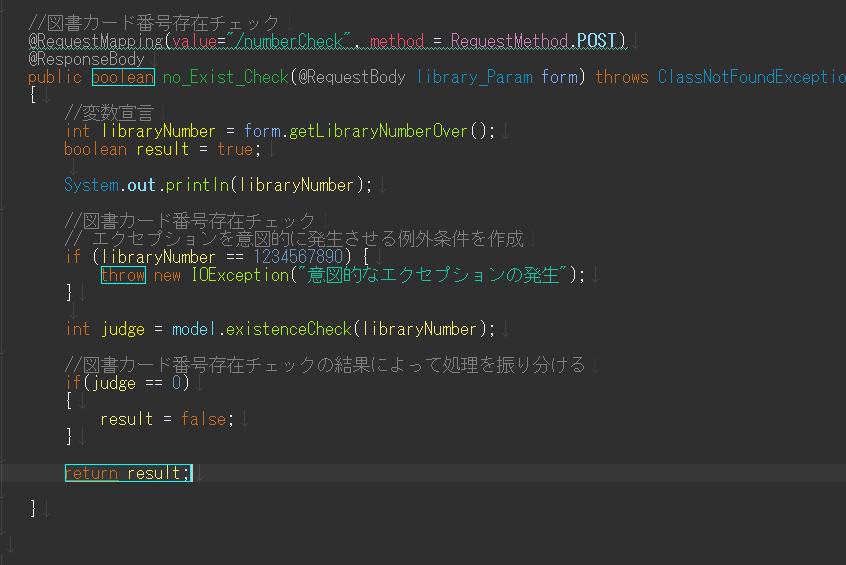 //図書カード番号存在チェック
@RequestMapping(value="/numberCheck", method = RequestMethod.POST)
@ResponseBody
public boolean no_Exist_Check(@RequestBody library_Param form) throws ClassNotFoundExceptio
{
//変数宣言
int libraryNumber = form.getLibraryNumberOver();
boolean result = true;
System.out.println(libraryNumber);
//図書カード番号存在チェック
// エクセプションを意図的に発生させる例外条件を作成
if (libraryNumber == 1234567890) {
throw new IOException("意図的なエクセプションの発生");
}
int judge = model.existenceCheck(libraryNumber);
//図書カード番号存在チェックの結果によって処理を振り分ける
if(judge == 0)
{
result = false;
}
return result;
}